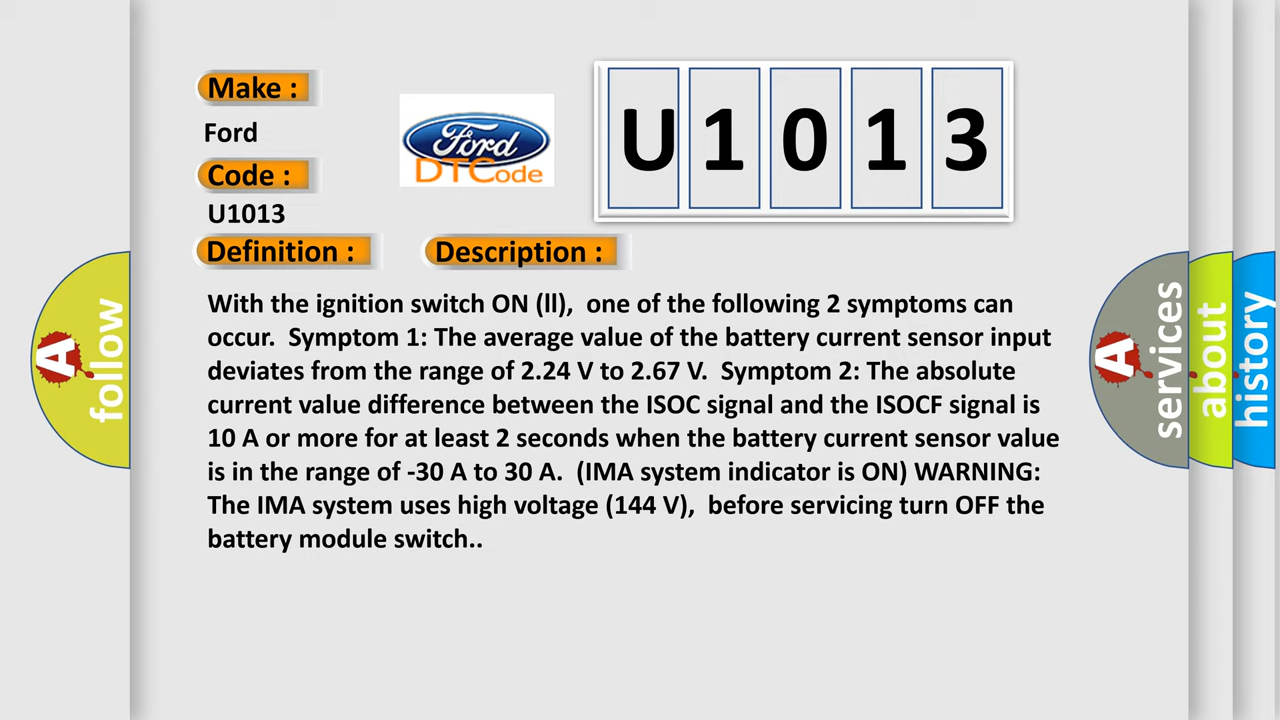 Make :
Ford
Code :
U1013
Definition :
Description :
Ford
DTCode
U1013
With the ignition switch ON (ll),  one of the following 2 symptoms can
occur.  Symptom 1: The average value of the battery current sensor input
deviates from the range of 2.24 V to 2.67 V.  Symptom 2: The absolute
current value difference between the ISOC signal and the ISOCF signal is
10 A or more for at least 2 seconds when the battery current sensor value
is in the range of -30 A to 30 A.  (IMA system indicator is ON) WARNING:
The IMA system uses high voltage (144 V),  before servicing turn OFF the
battery module switch..
A follow
A services
about
history